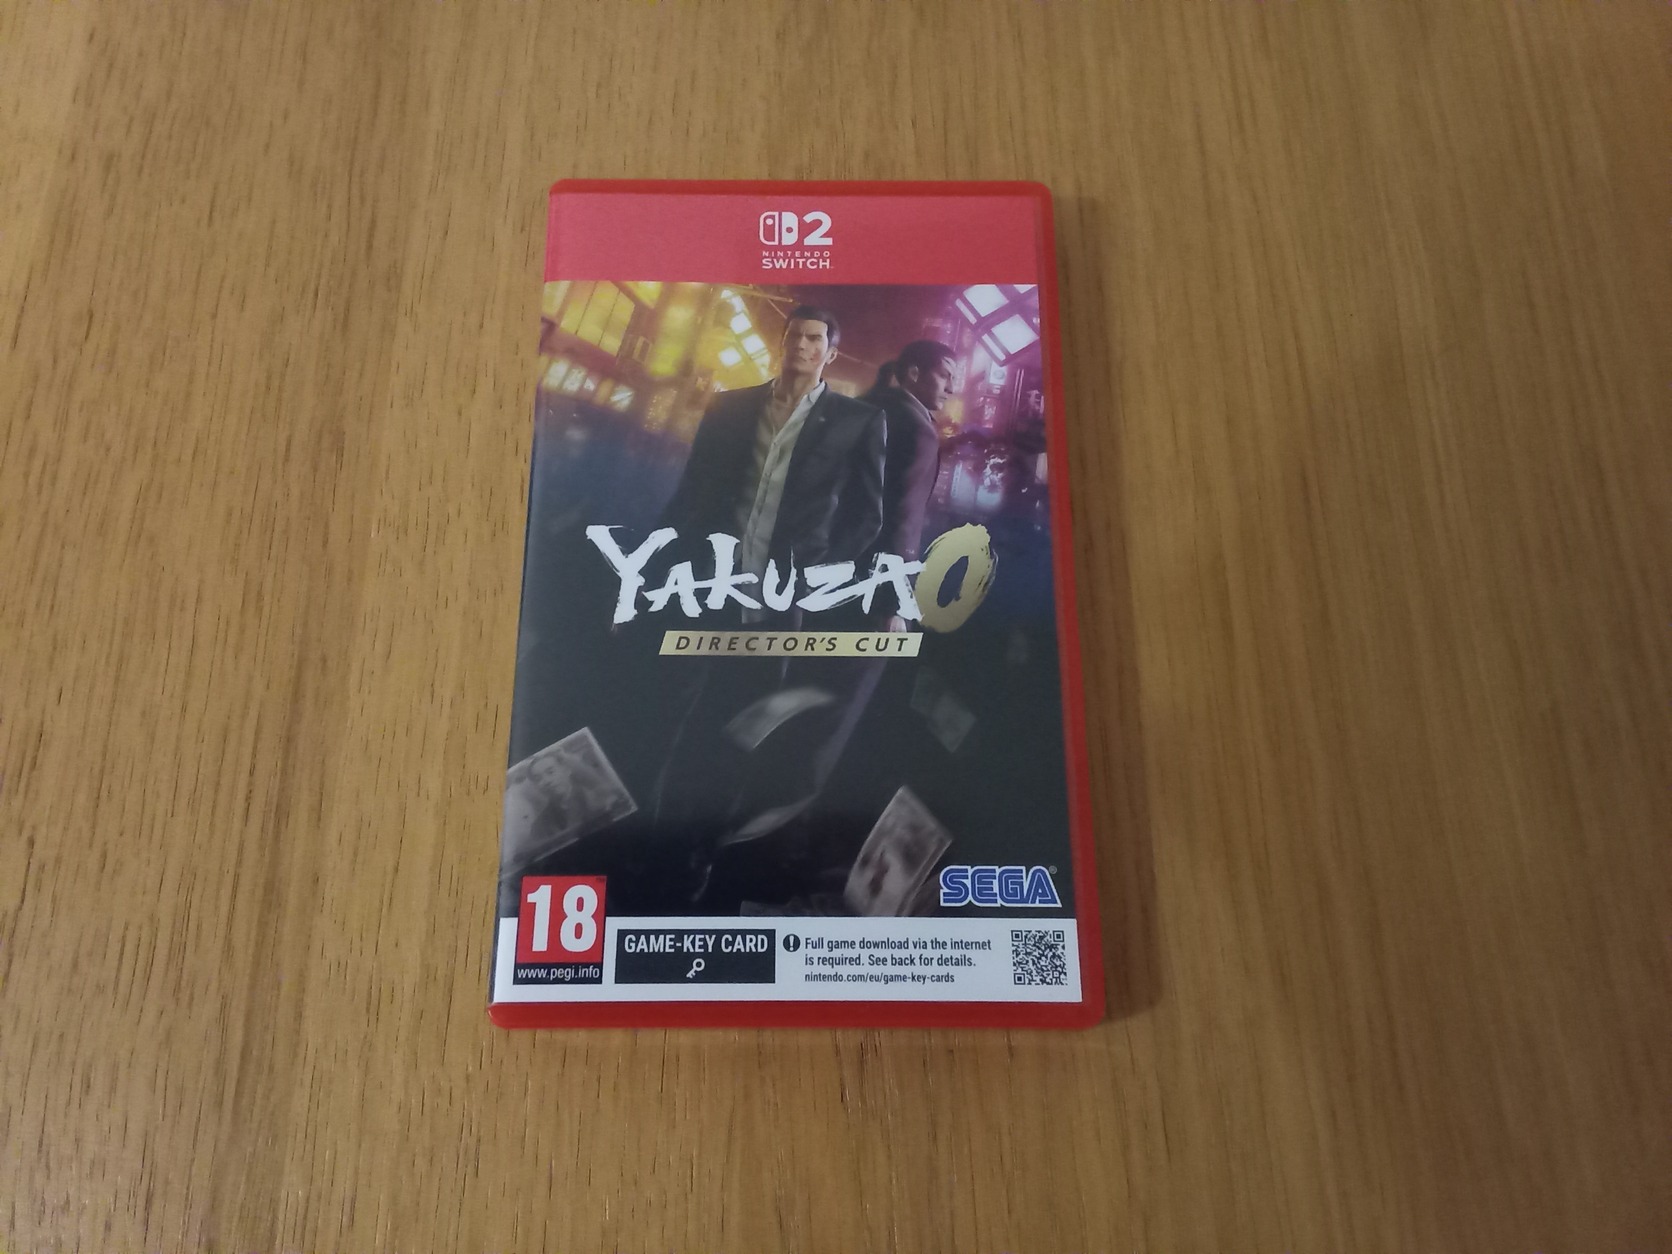 2
NINTENDO
SWITCH™
YAKUZA 0
DIRECTOR'S CUT
SEGA®
18
www.pegi.info
GAME-KEY CARD
! Full game download via the internet
is required. See back for details.
nintendo.com/eu/game-key-cards